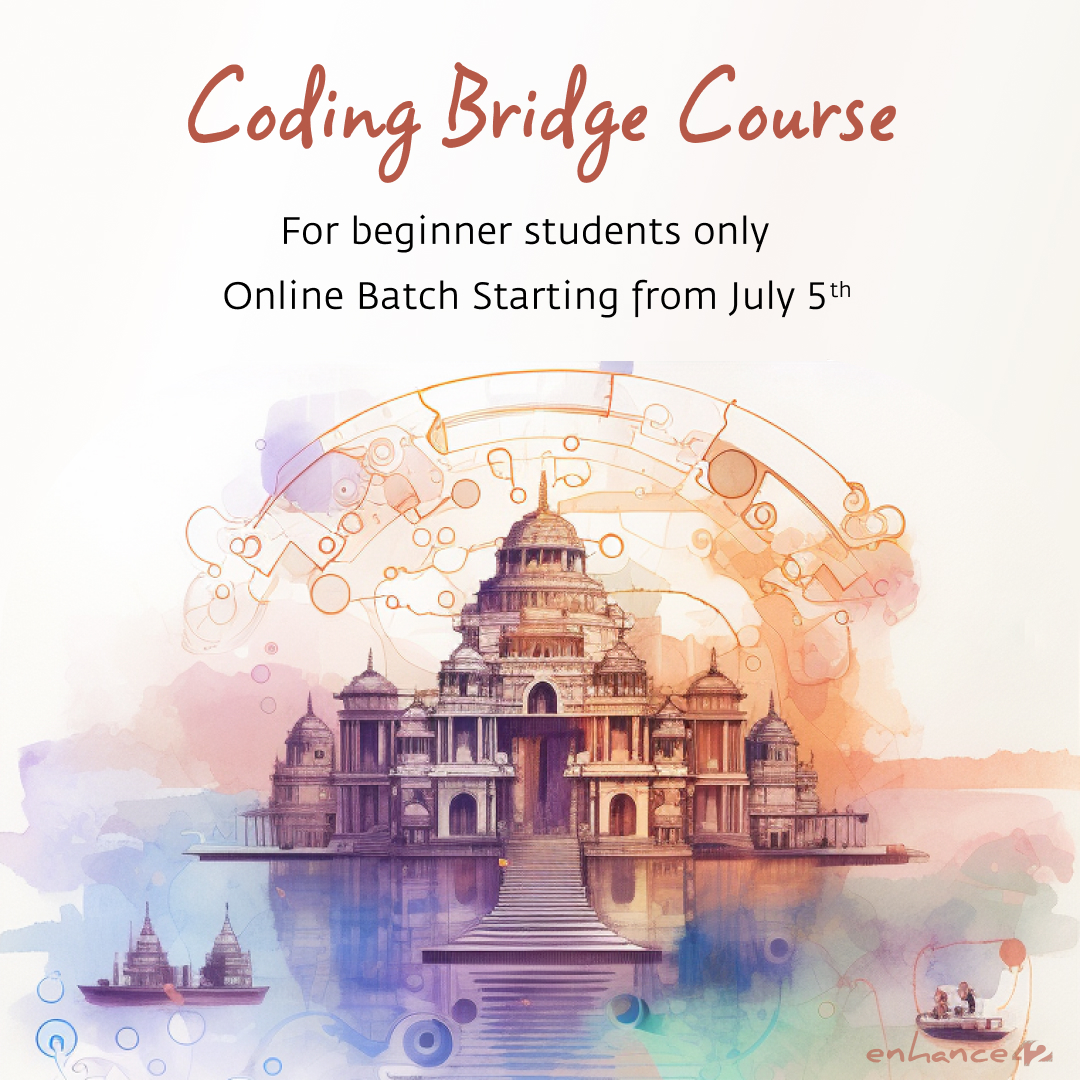 Coding Bridge Course
For beginner students only
Online Batch Starting from July 5th
enhance42